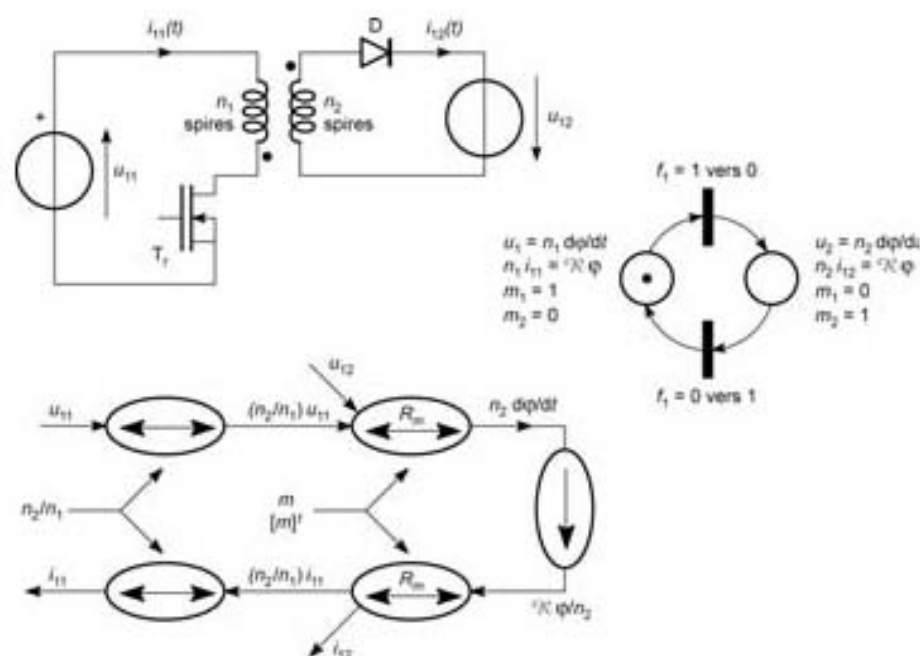 i₁₁(t)
D
i₁₂(t)
n₁
spires
n₂
spires
+
u₁₁
u₁₂
Tᵣ
f₁ = 1 vers 0
u₁ = n₁ dφ/dt
n₁ i₁₁ = ℛ φ
m₁ = 1
m₂ = 0
u₂ = n₂ dφ/dt
n₂ i₁₂ = ℛ φ
m₁ = 0
m₂ = 1
f₁ = 0 vers 1
u₁₂
u₁₁
(n₂/n₁) u₁₁
Rₘ
n₂ dφ/dt
n₂/n₁
m
[m]ᵗ
i₁₁
(n₂/n₁) i₁₁
Rₘ
ℛ φ/n₂
i₁₂